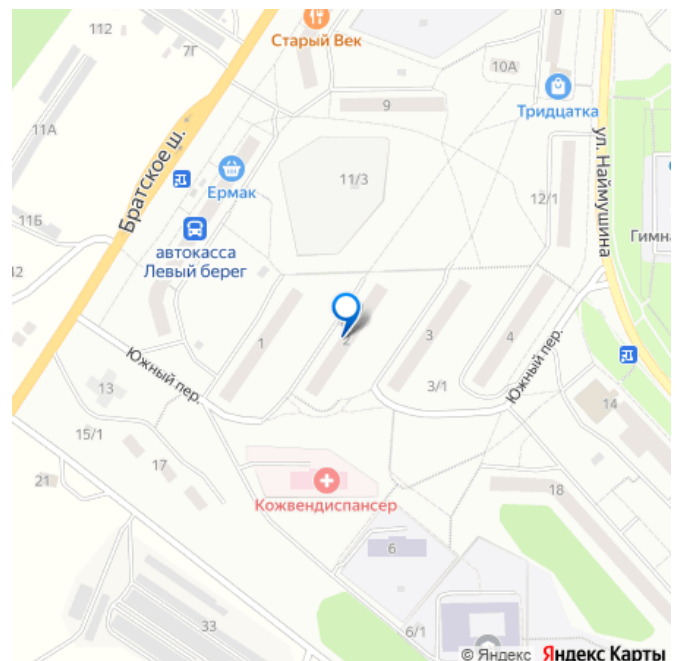 112
7Г
Старый Век
8
10А
9
Тридцатка
11А
Братское ш.
ул. Наймушина
Ермак
11/3
12/1
11Б
автокасса
Левый берег
Гимна
42
1
2
3
4
Южный пер.
Южный пер.
13
3/1
14
15/1
17
21
Кожвендиспансер
18
6
33
6/1
© Яндекс Яндекс Карты